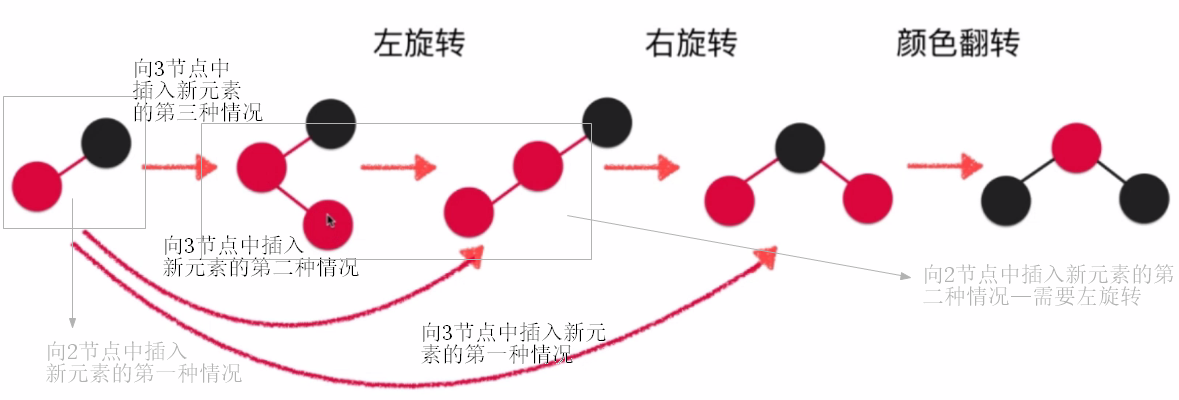 左旋转
右旋转
颜色翻转
向3节点中
插入新元素
的第三种情况
向3节点中插入
新元素的第二种情况
向2节点中插入新元素的第
二种情况—需要左旋转
向3节点中插入新元
素的第一种情况
向2节点中插入
新元素的第一种情况